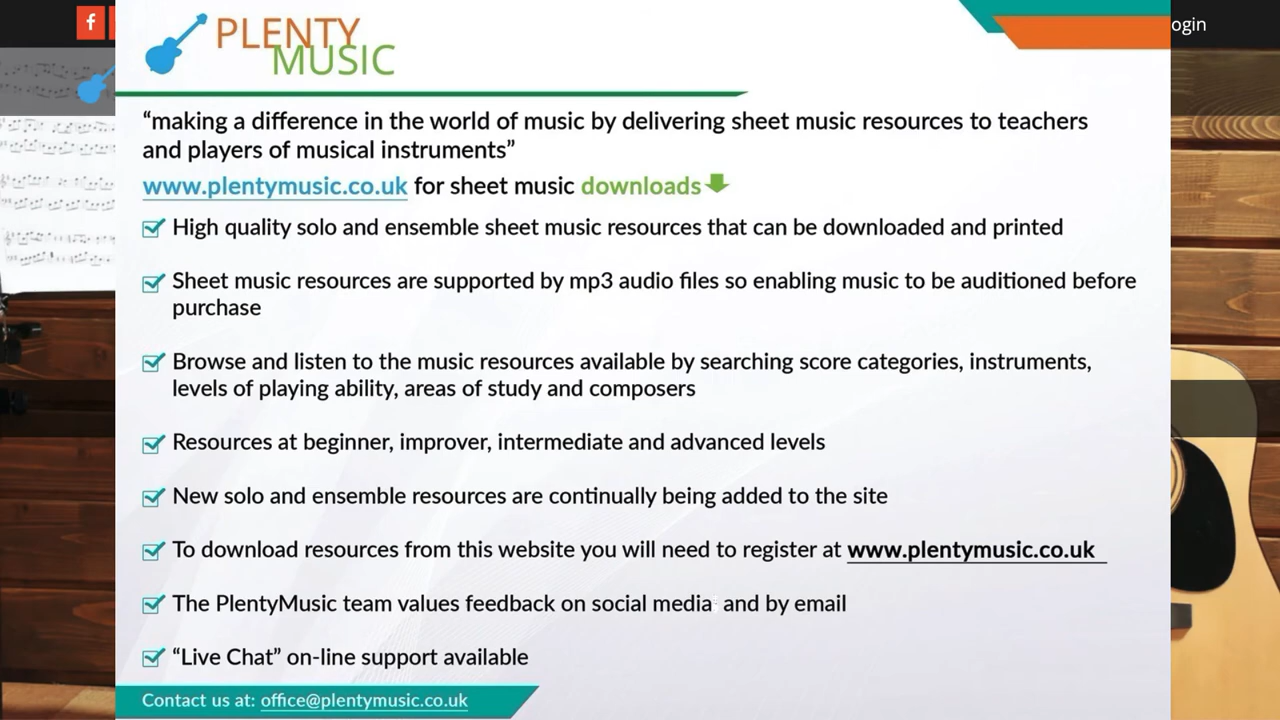 f
ogin
PLENTY
MUSIC
“making a difference in the world of music by delivering sheet music resources to teachers
and players of musical instruments”
www.plentymusic.co.uk for sheet music downloads
High quality solo and ensemble sheet music resources that can be downloaded and printed
Sheet music resources are supported by mp3 audio files so enabling music to be auditioned before
purchase
Browse and listen to the music resources available by searching score categories, instruments,
levels of playing ability, areas of study and composers
Resources at beginner, improver, intermediate and advanced levels
New solo and ensemble resources are continually being added to the site
To download resources from this website you will need to register at www.plentymusic.co.uk
The PlentyMusic team values feedback on social media and by email
“Live Chat” on-line support available
Contact us at: office@plentymusic.co.uk